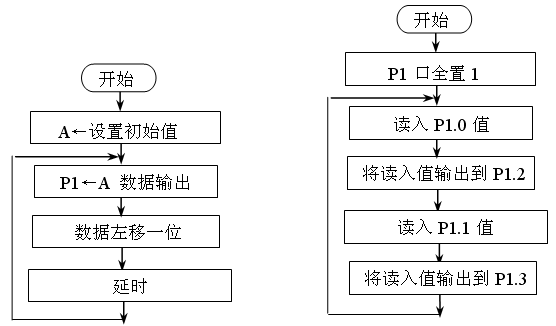 开始
A←设置初始值
P1←A 数据输出
数据左移一位
延时
开始
P1 口全置 1
读入 P1.0 值
将读入值输出到 P1.2
读入 P1.1 值
将读入值输出到 P1.3